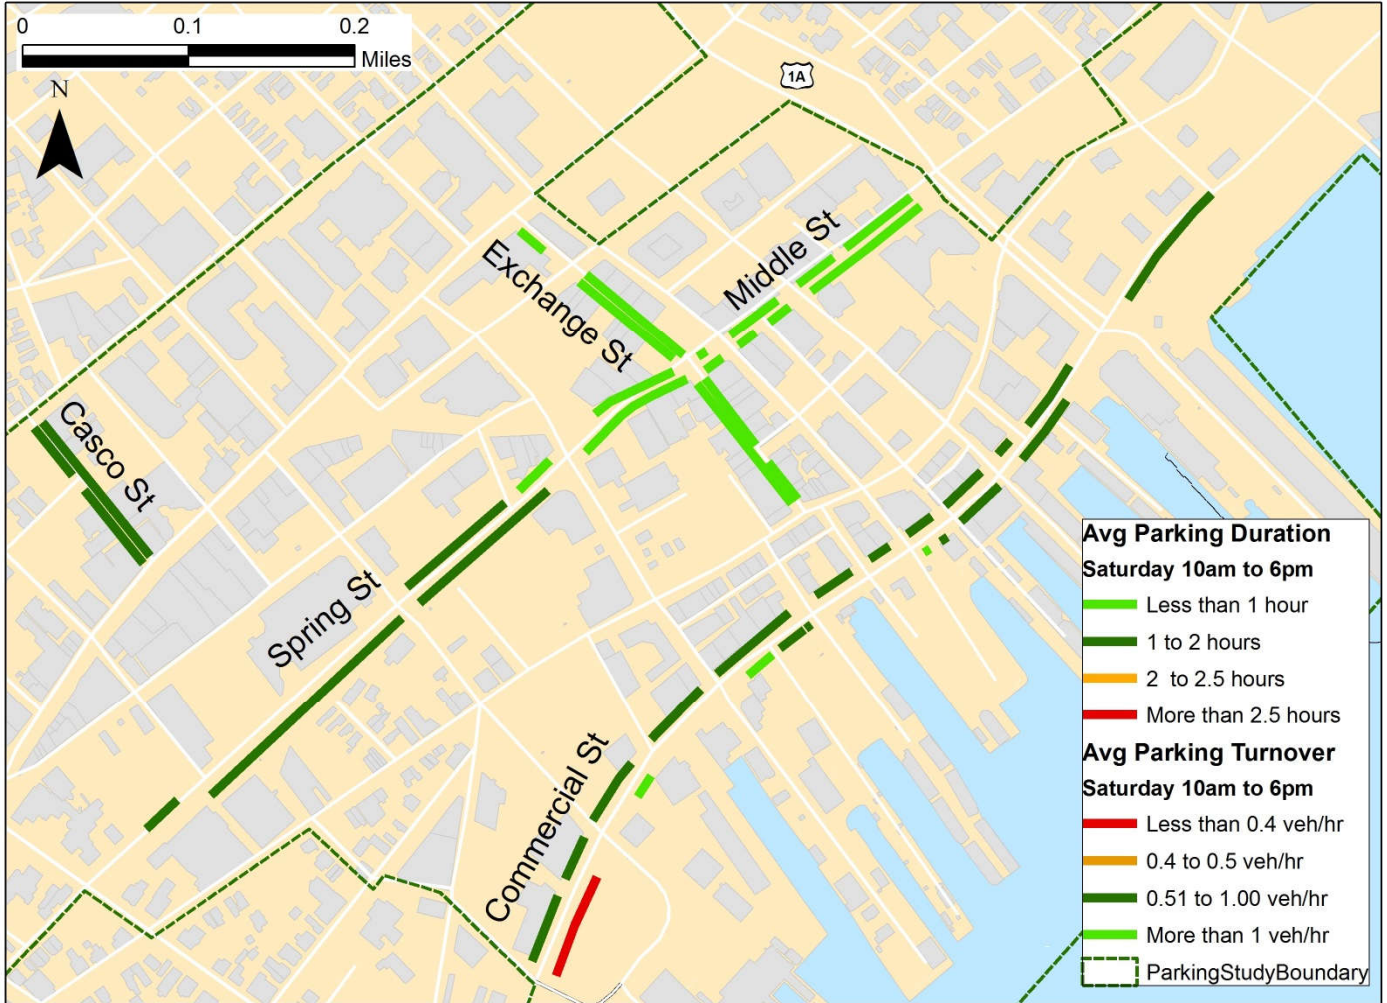 0 0.1 0.2
Miles
N
1A
Exchange St
Middle St
Casco St
Spring St
Commercial St
Avg Parking Duration
Saturday 10am to 6pm
Less than 1 hour
1 to 2 hours
2 to 2.5 hours
More than 2.5 hours
Avg Parking Turnover
Saturday 10am to 6pm
Less than 0.4 veh/hr
0.4 to 0.5 veh/hr
0.51 to 1.00 veh/hr
More than 1 veh/hr
ParkingStudyBoundary